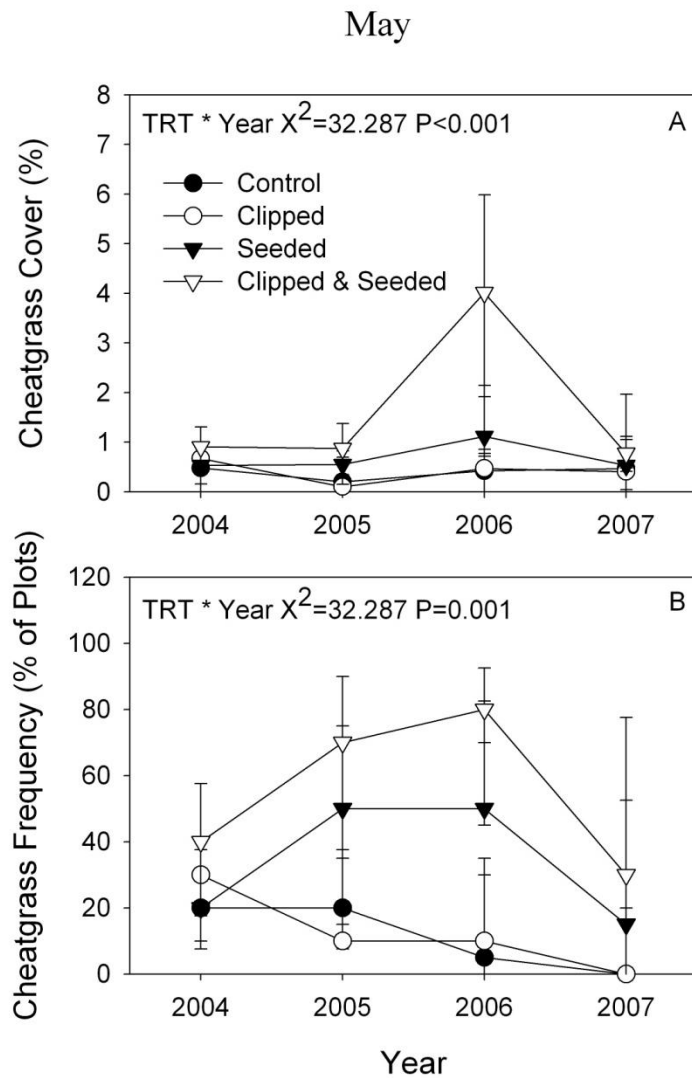 May
8
7
6
5
4
3
2
1
0
Cheatgrass Cover (%)
TRT * Year X²=32.287 P<0.001
A
Control
Clipped
Seeded
Clipped & Seeded
2004 2005 2006 2007
120
100
80
60
40
20
0
Cheatgrass Frequency (% of Plots)
TRT * Year X²=32.287 P=0.001
B
2004 2005 2006 2007
Year